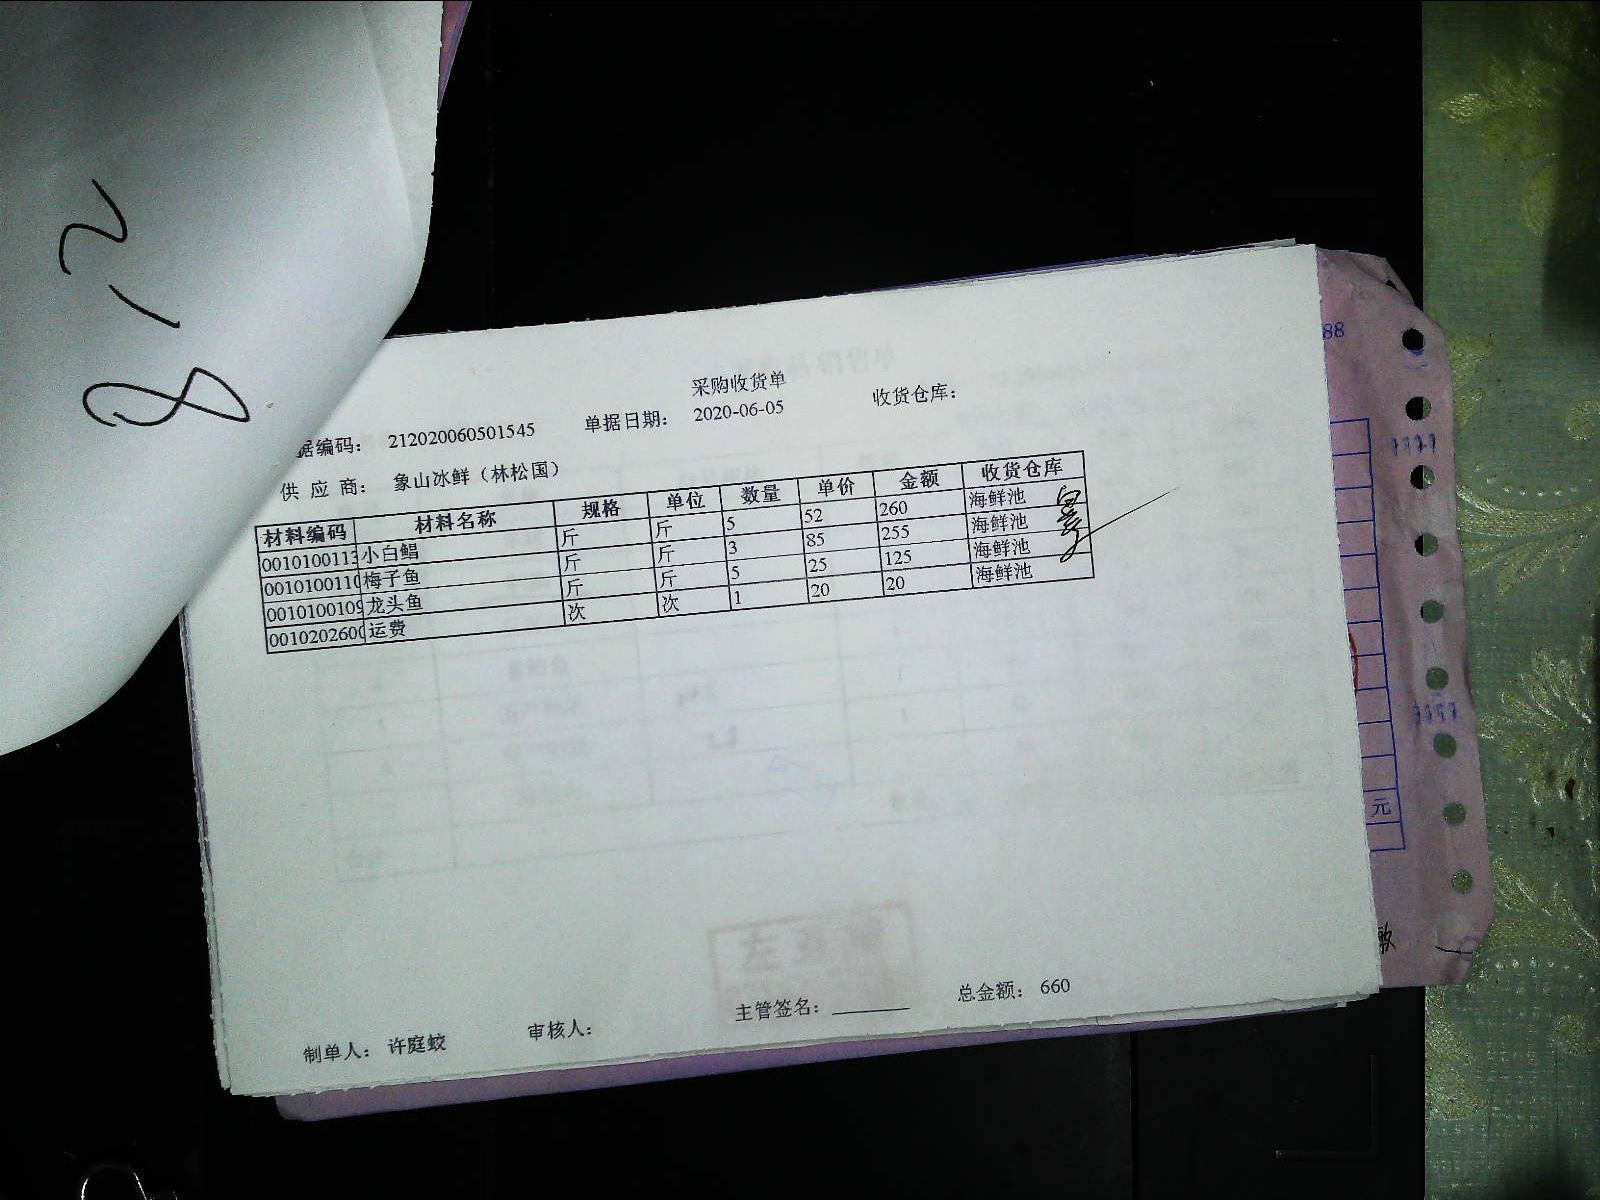 8-12
采购收货单
据编码： 212020060501545 单据日期： 2020-06-05 收货仓库：
供 应 商： 象山冰鲜（林松国）
材料编码 材料名称 规格 单位 数量 单价 金额 收货仓库
0010100113 小白鲳 斤 斤 5 52 260 海鲜池
0010100110 梅子鱼 斤 斤 3 85 255 海鲜池
0010100109 龙头鱼 斤 斤 5 25 125 海鲜池
0010202600 运费 次 次 1 20 20 海鲜池
制单人： 许庭蛟 审核人： 主管签名： 总金额： 660
88
元